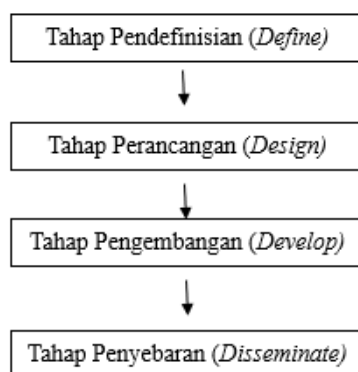 Tahap Pendefinisian (Define)
Tahap Perancangan (Design)
Tahap Pengembangan (Develop)
Tahap Penyebaran (Disseminate)